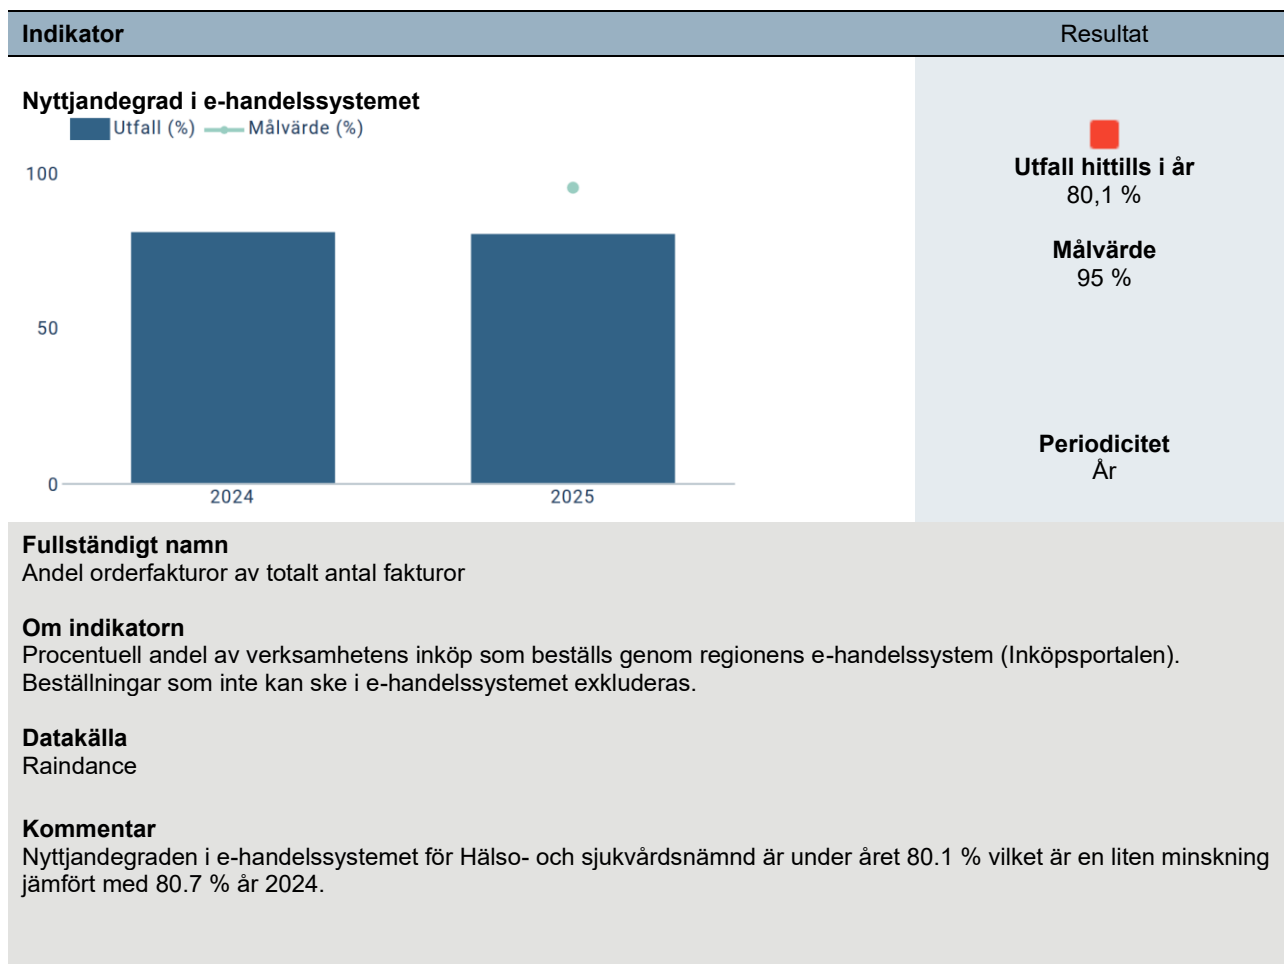 Indikator
Resultat
Nyttjandegrad i e-handelssystemet
Utfall (%) Målvärde (%)
100
50
0
2024
2025
Utfall hittills i år
80,1 %
Målvärde
95 %
Periodicitet
År
Fullständigt namn
Andel orderfakturor av totalt antal fakturor
Om indikatorn
Procentuell andel av verksamhetens inköp som beställs genom regionens e-handelssystem (Inköpsportalen).
Beställningar som inte kan ske i e-handelssystemet exkluderas.
Datakälla
Raindance
Kommentar
Nyttjandegraden i e-handelssystemet för Hälso- och sjukvårdsnämnd är under året 80.1 % vilket är en liten minskning
jämfört med 80.7 % år 2024.